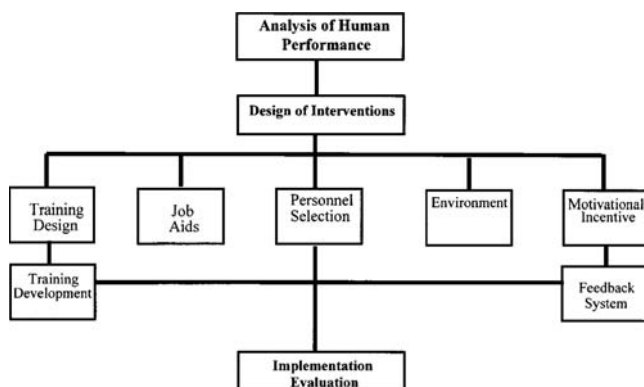 Analysis of Human
Performance
Design of Interventions
Training
Design
Job
Aids
Personnel
Selection
Environment
Motivational
Incentive
Training
Development
Feedback
System
Implementation
Evaluation